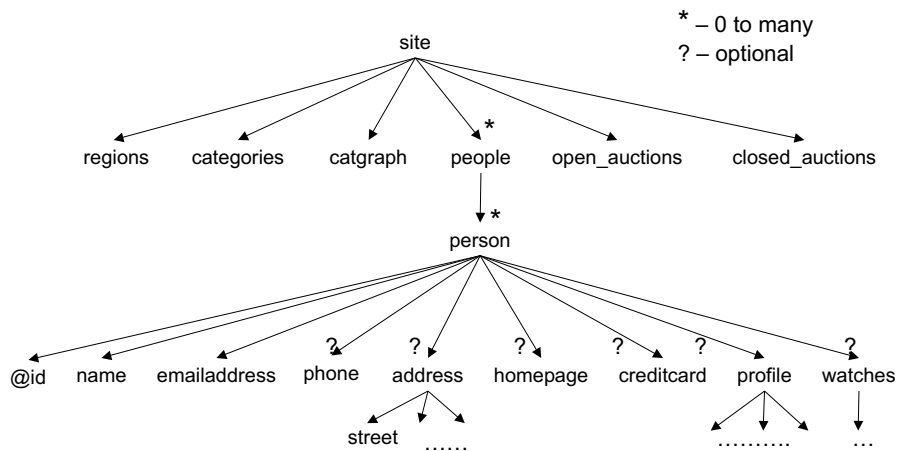 * – 0 to many
site
? – optional
*
regions categories catgraph people open_auctions closed_auctions
*
person
? ? ? ? ? ?
@id name emailaddress phone address homepage creditcard profile watches
street …… ………. …